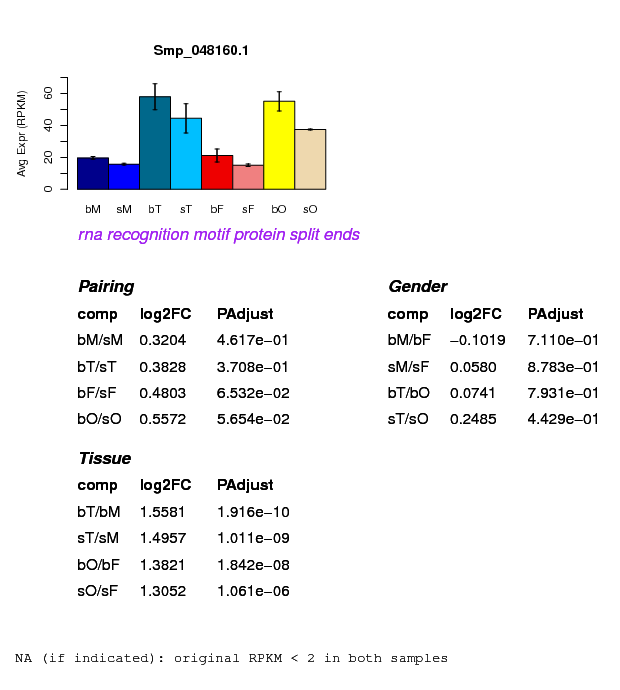 Smp_048160.1
Avg Expr (RPKM)
0 20 40 60
bM sM bT sT bF sF bO sO
rna recognition motif protein split ends
Pairing
comp log2FC PAdjust
bM/sM 0.3204 4.617e−01
bT/sT 0.3828 3.708e−01
bF/sF 0.4803 6.532e−02
bO/sO 0.5572 5.654e−02
Gender
comp log2FC PAdjust
bM/bF −0.1019 7.110e−01
sM/sF 0.0580 8.783e−01
bT/bO 0.0741 7.931e−01
sT/sO 0.2485 4.429e−01
Tissue
comp log2FC PAdjust
bT/bM 1.5581 1.916e−10
sT/sM 1.4957 1.011e−09
bO/bF 1.3821 1.842e−08
sO/sF 1.3052 1.061e−06
NA (if indicated): original RPKM < 2 in both samples